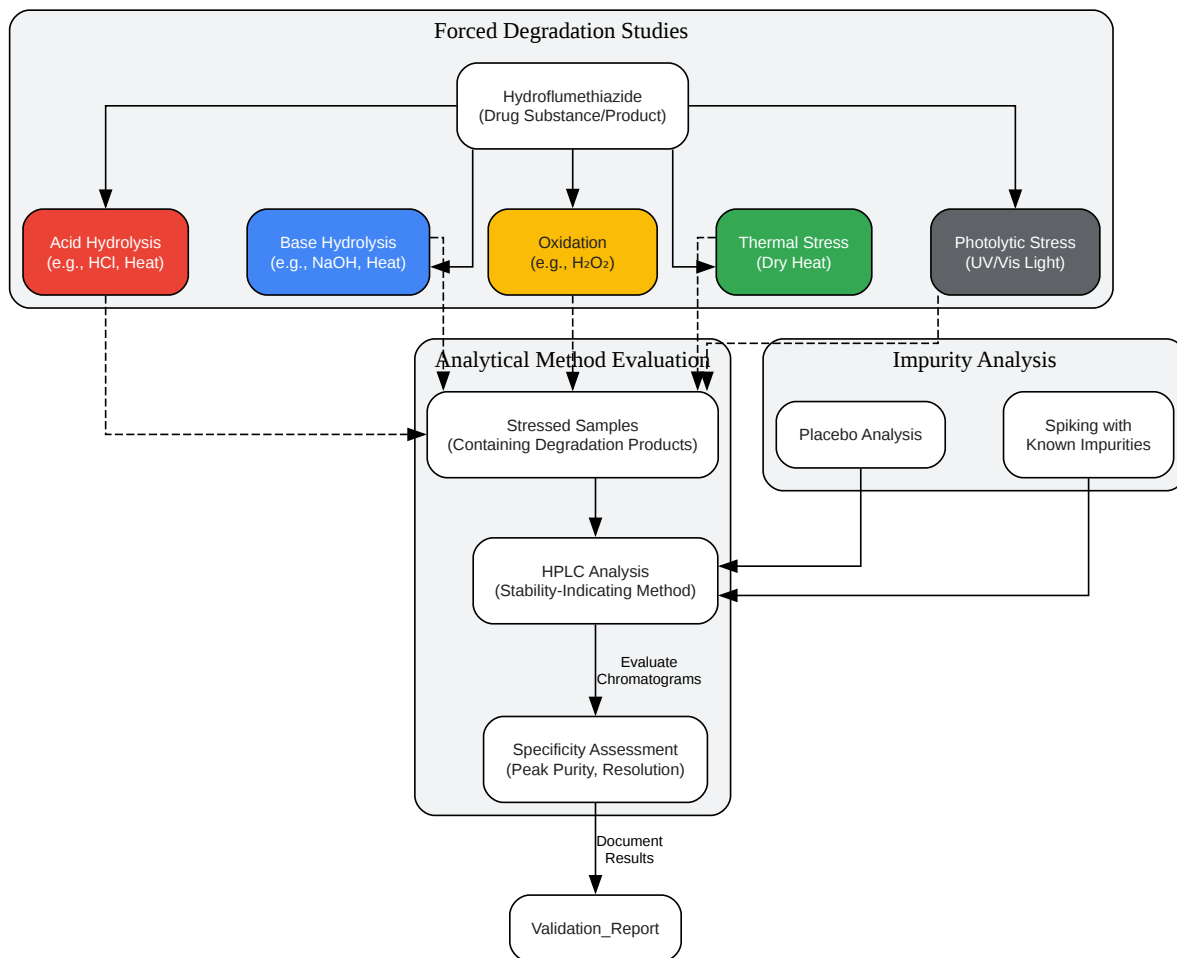 Forced Degradation Studies
Hydroflumethiazide
(Drug Substance/Product)
Acid Hydrolysis
(e.g., HCl, Heat)
Base Hydrolysis
(e.g., NaOH, Heat)
Oxidation
(e.g., H₂O₂)
Thermal Stress
(Dry Heat)
Photolytic Stress
(UV/Vis Light)
Analytical Method Evaluation
Impurity Analysis
Stressed Samples
(Containing Degradation Products)
Placebo Analysis
Spiking with
Known Impurities
HPLC Analysis
(Stability-Indicating Method)
Evaluate
Chromatograms
Specificity Assessment
(Peak Purity, Resolution)
Document
Results
Validation_Report